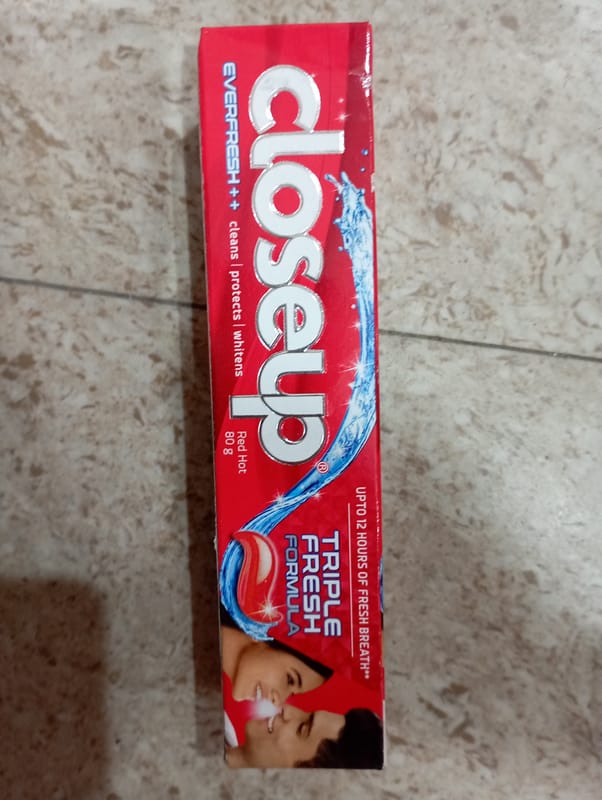 closeup®
EVERFRESH++
cleans | protects | whitens
Red Hot
80 g
UPTO 12 HOURS OF FRESH BREATH**
TRIPLE
FRESH
FORMULA